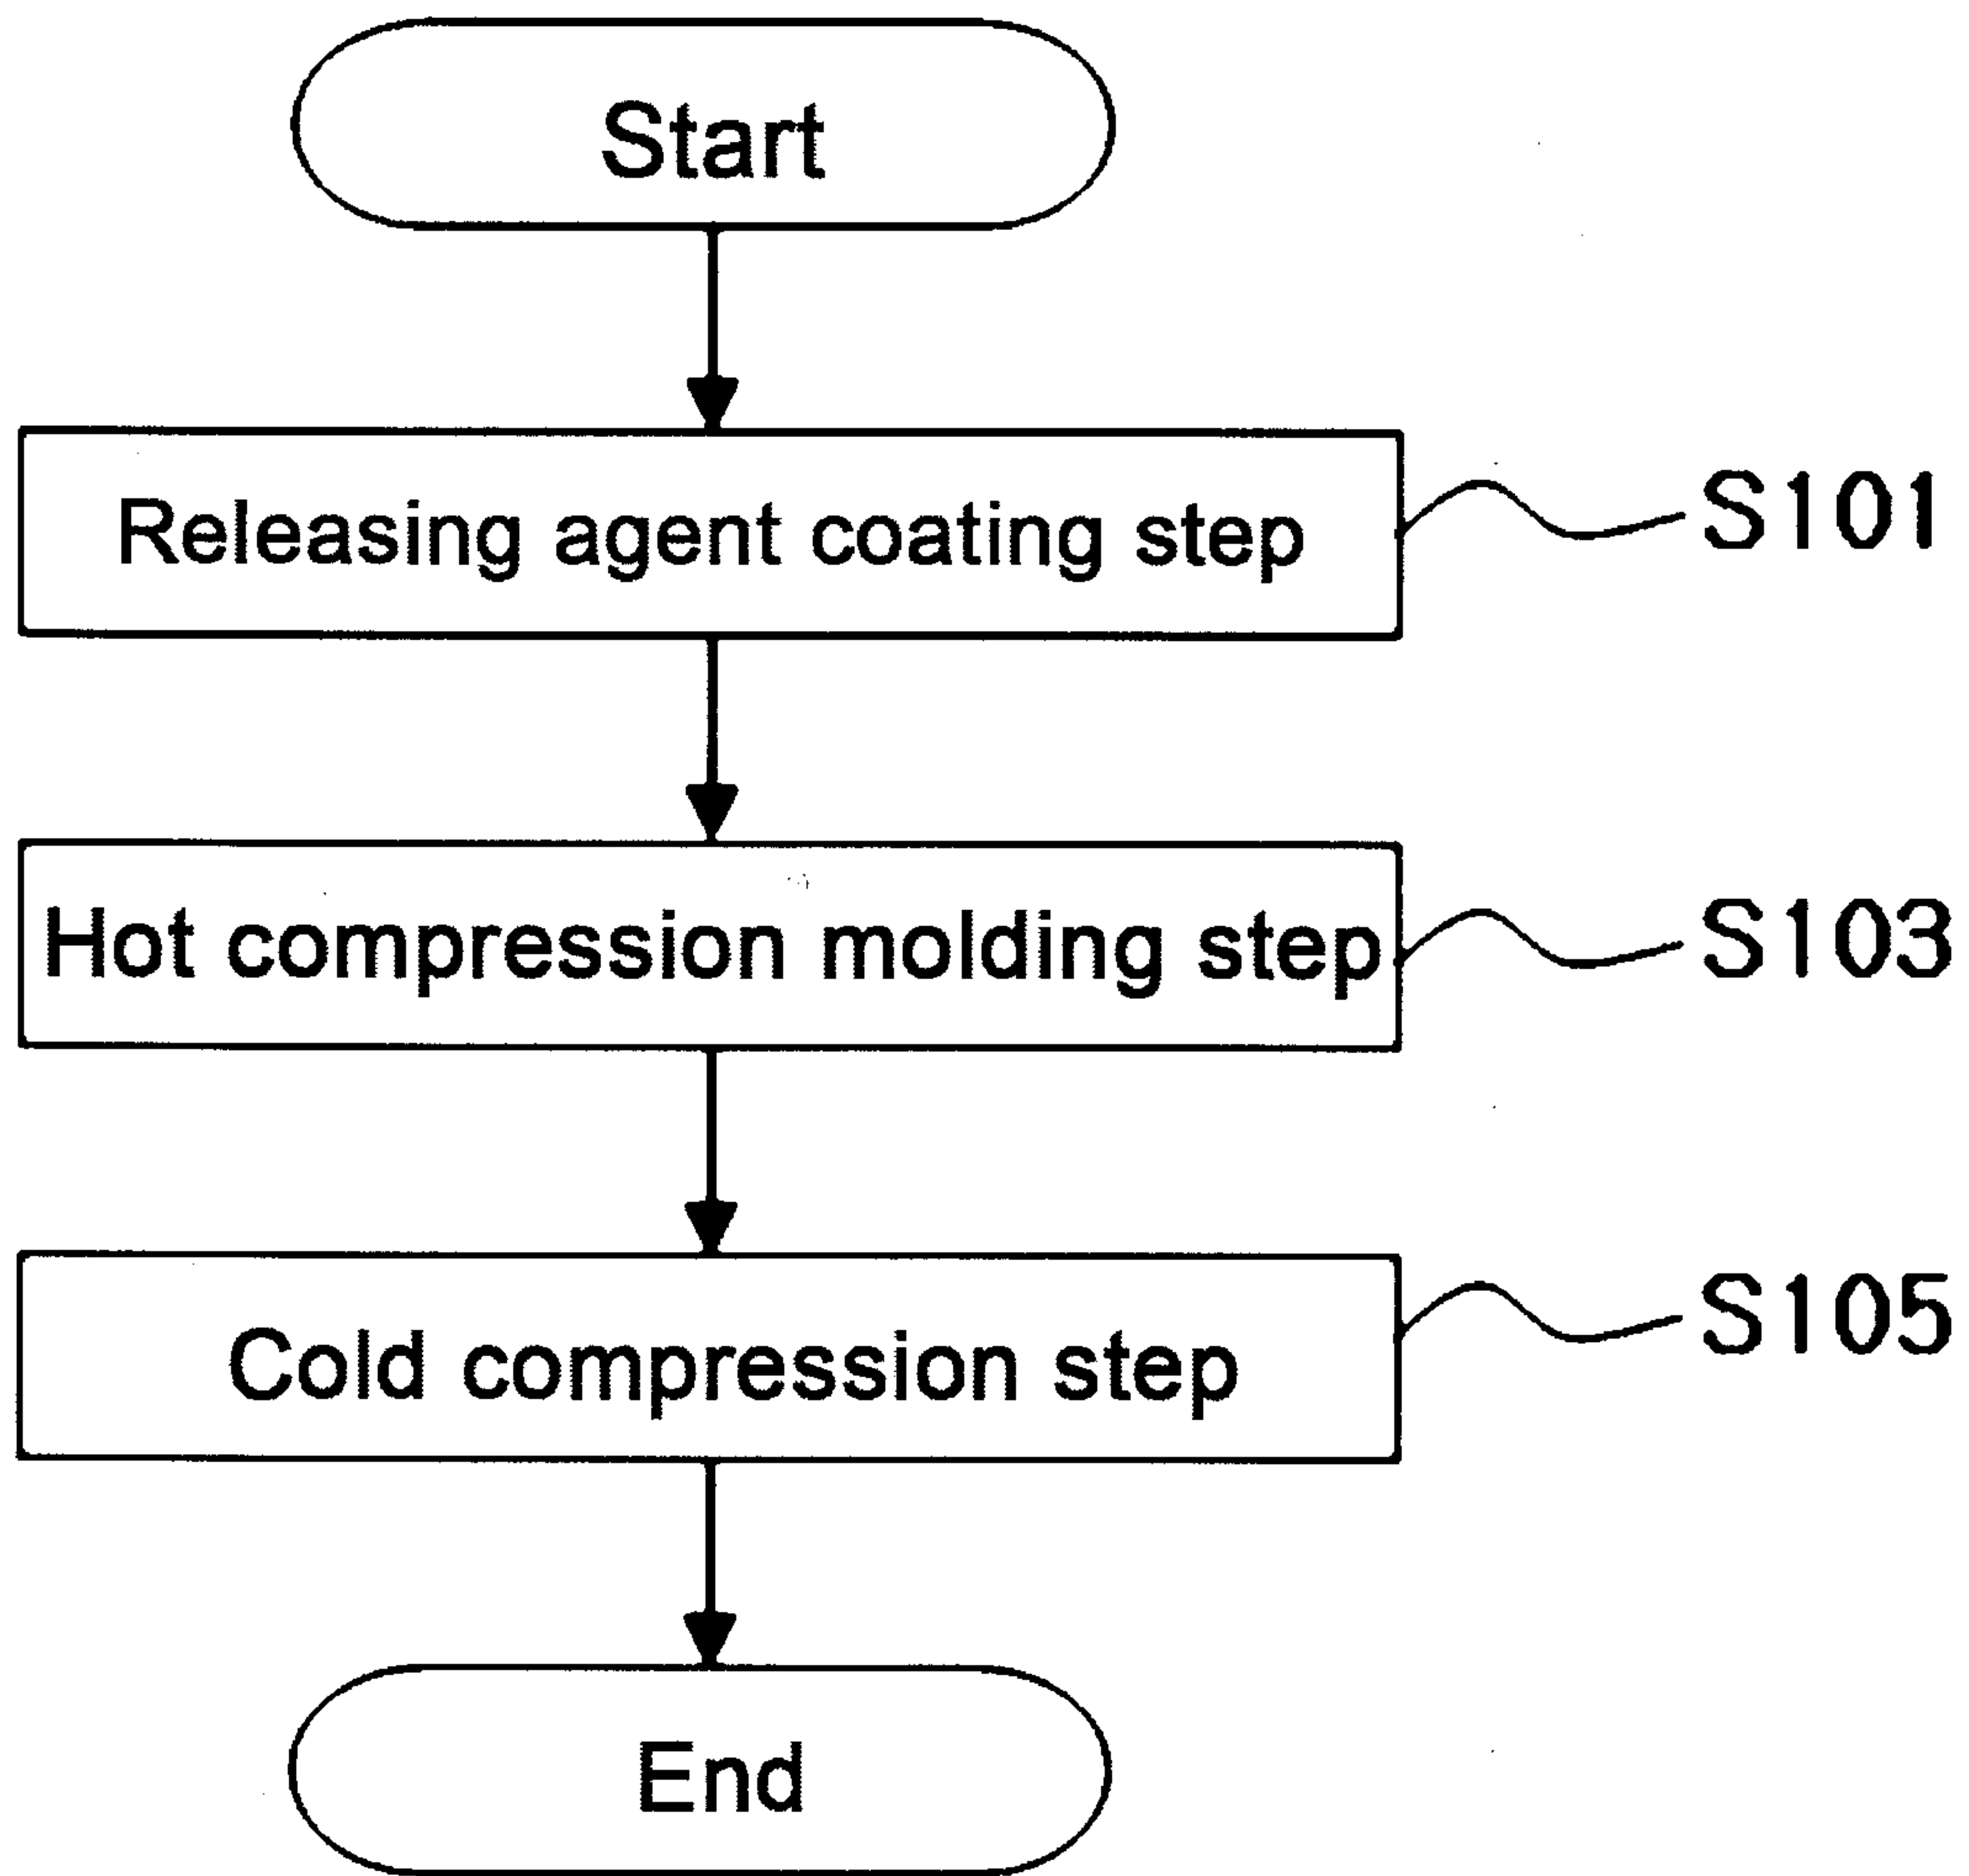 Start
Releasing agent coating step
S101
Hot compression molding step
S103
Cold compression step
S105
End